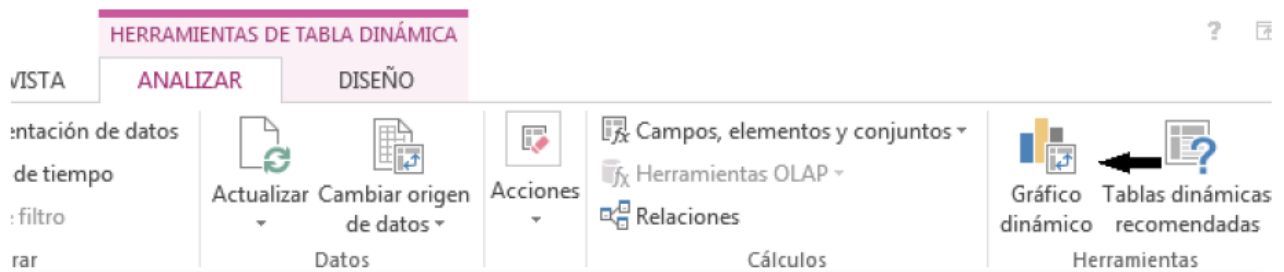 HERRAMIENTAS DE TABLA DINÁMICA
?
VISTA ANALIZAR DISEÑO
entación de datos
de tiempo
filtro
rar
Actualizar
Cambiar origen
de datos
Datos
Acciones
Campos, elementos y conjuntos
Herramientas OLAP
Relaciones
Cálculos
Gráfico
dinámico
Tablas dinámicas
recomendadas
Herramientas